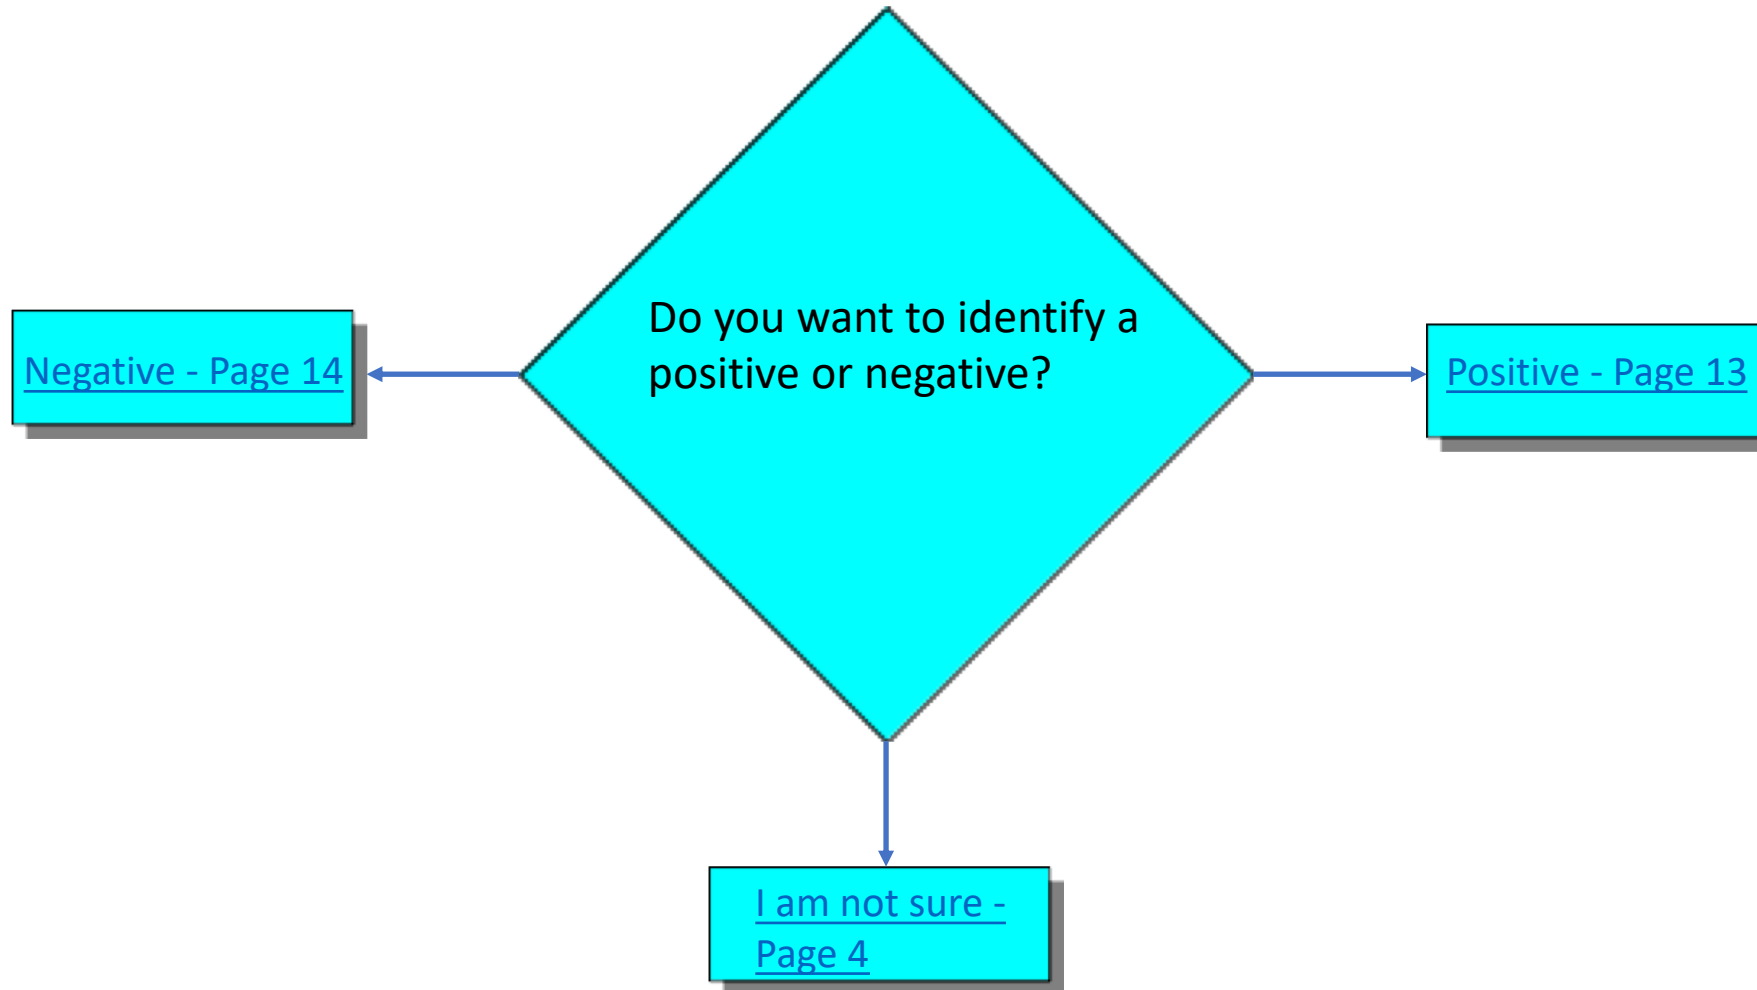 Do you want to identify a
positive or negative?
Negative - Page 14
Positive - Page 13
I am not sure -
Page 4